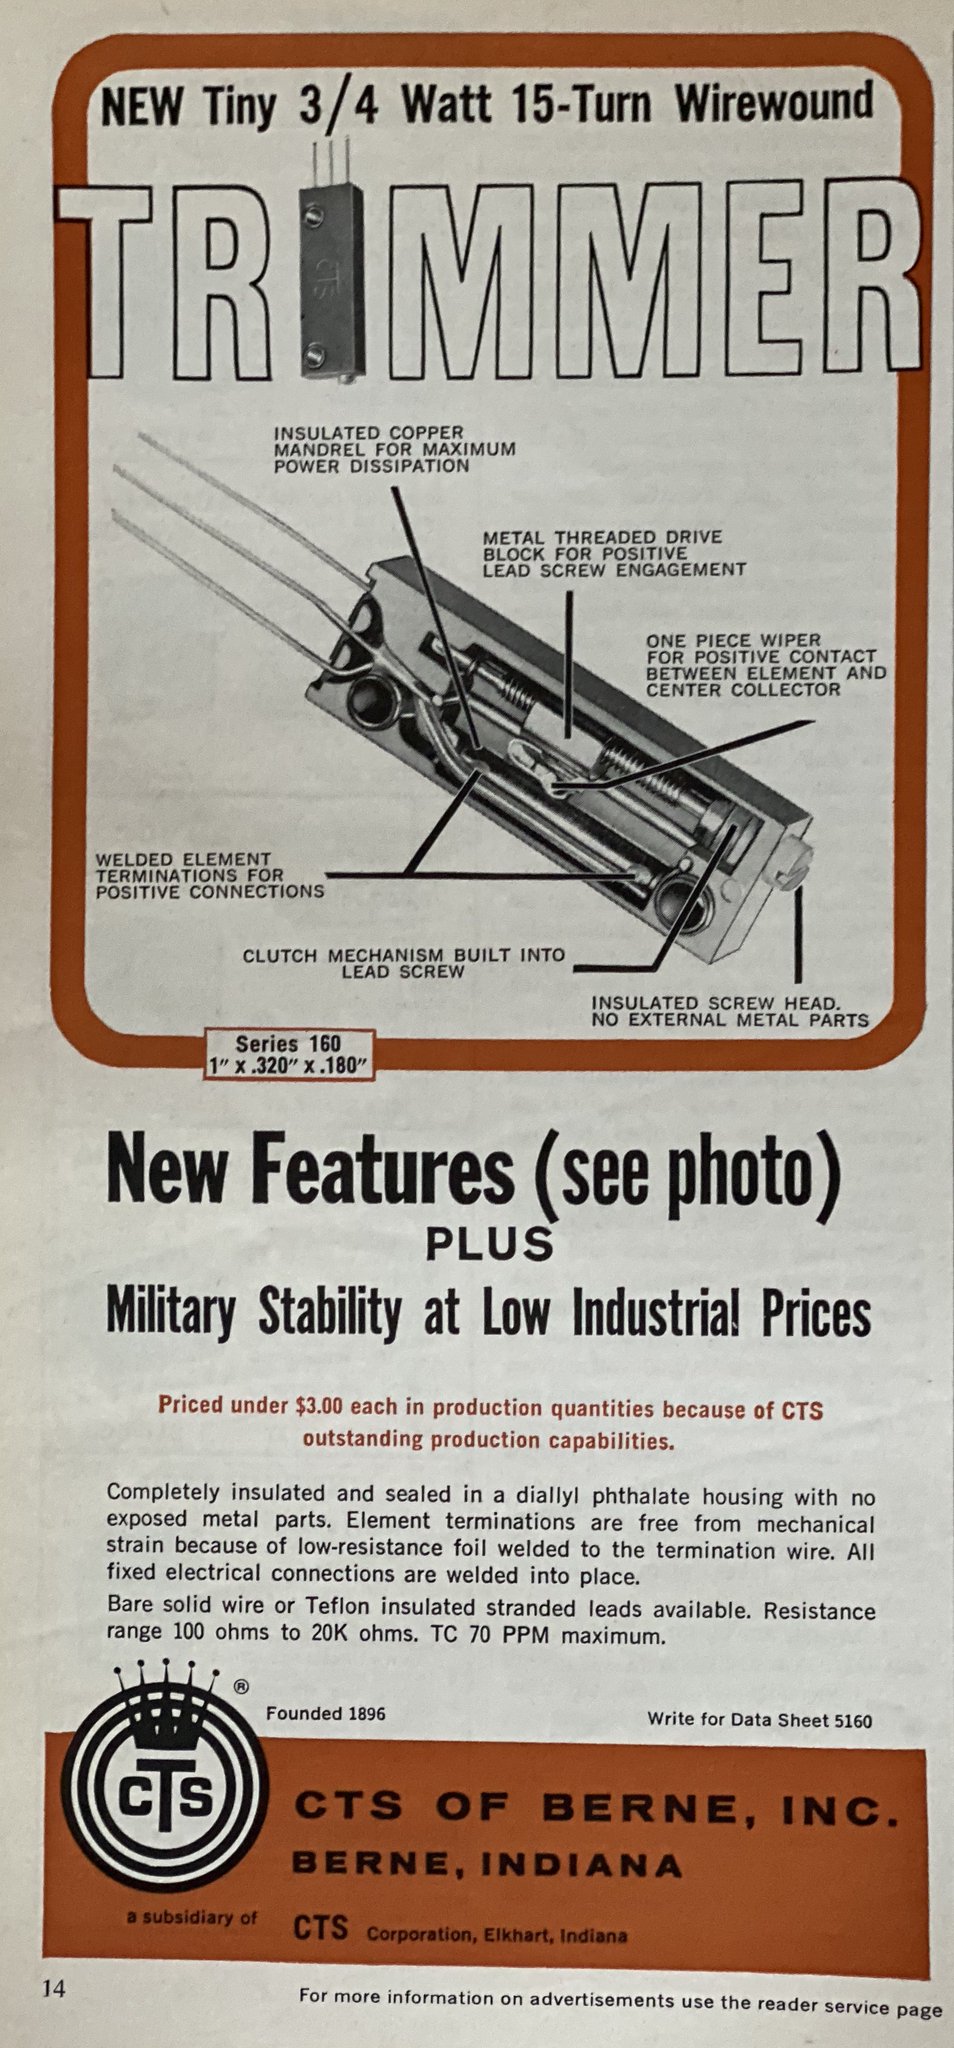 NEW Tiny 3/4 Watt 15-Turn Wirewound
TRIMMER
CTS
INSULATED COPPER
MANDREL FOR MAXIMUM
POWER DISSIPATION
METAL THREADED DRIVE
BLOCK FOR POSITIVE
LEAD SCREW ENGAGEMENT
ONE PIECE WIPER
FOR POSITIVE CONTACT
BETWEEN ELEMENT AND
CENTER COLLECTOR
WELDED ELEMENT
TERMINATIONS FOR
POSITIVE CONNECTIONS
CLUTCH MECHANISM BUILT INTO
LEAD SCREW
INSULATED SCREW HEAD.
NO EXTERNAL METAL PARTS
Series 160
1" x .320" x .180"
New Features (see photo)
PLUS
Military Stability at Low Industrial Prices
Priced under $3.00 each in production quantities because of CTS
outstanding production capabilities.
Completely insulated and sealed in a diallyl phthalate housing with no
exposed metal parts. Element terminations are free from mechanical
strain because of low-resistance foil welded to the termination wire. All
fixed electrical connections are welded into place.
Bare solid wire or Teflon insulated stranded leads available. Resistance
range 100 ohms to 20K ohms. TC 70 PPM maximum.
®
Founded 1896
Write for Data Sheet 5160
CTS
CTS OF BERNE, INC.
BERNE, INDIANA
a subsidiary of CTS Corporation, Elkhart, Indiana
14
For more information on advertisements use the reader service page